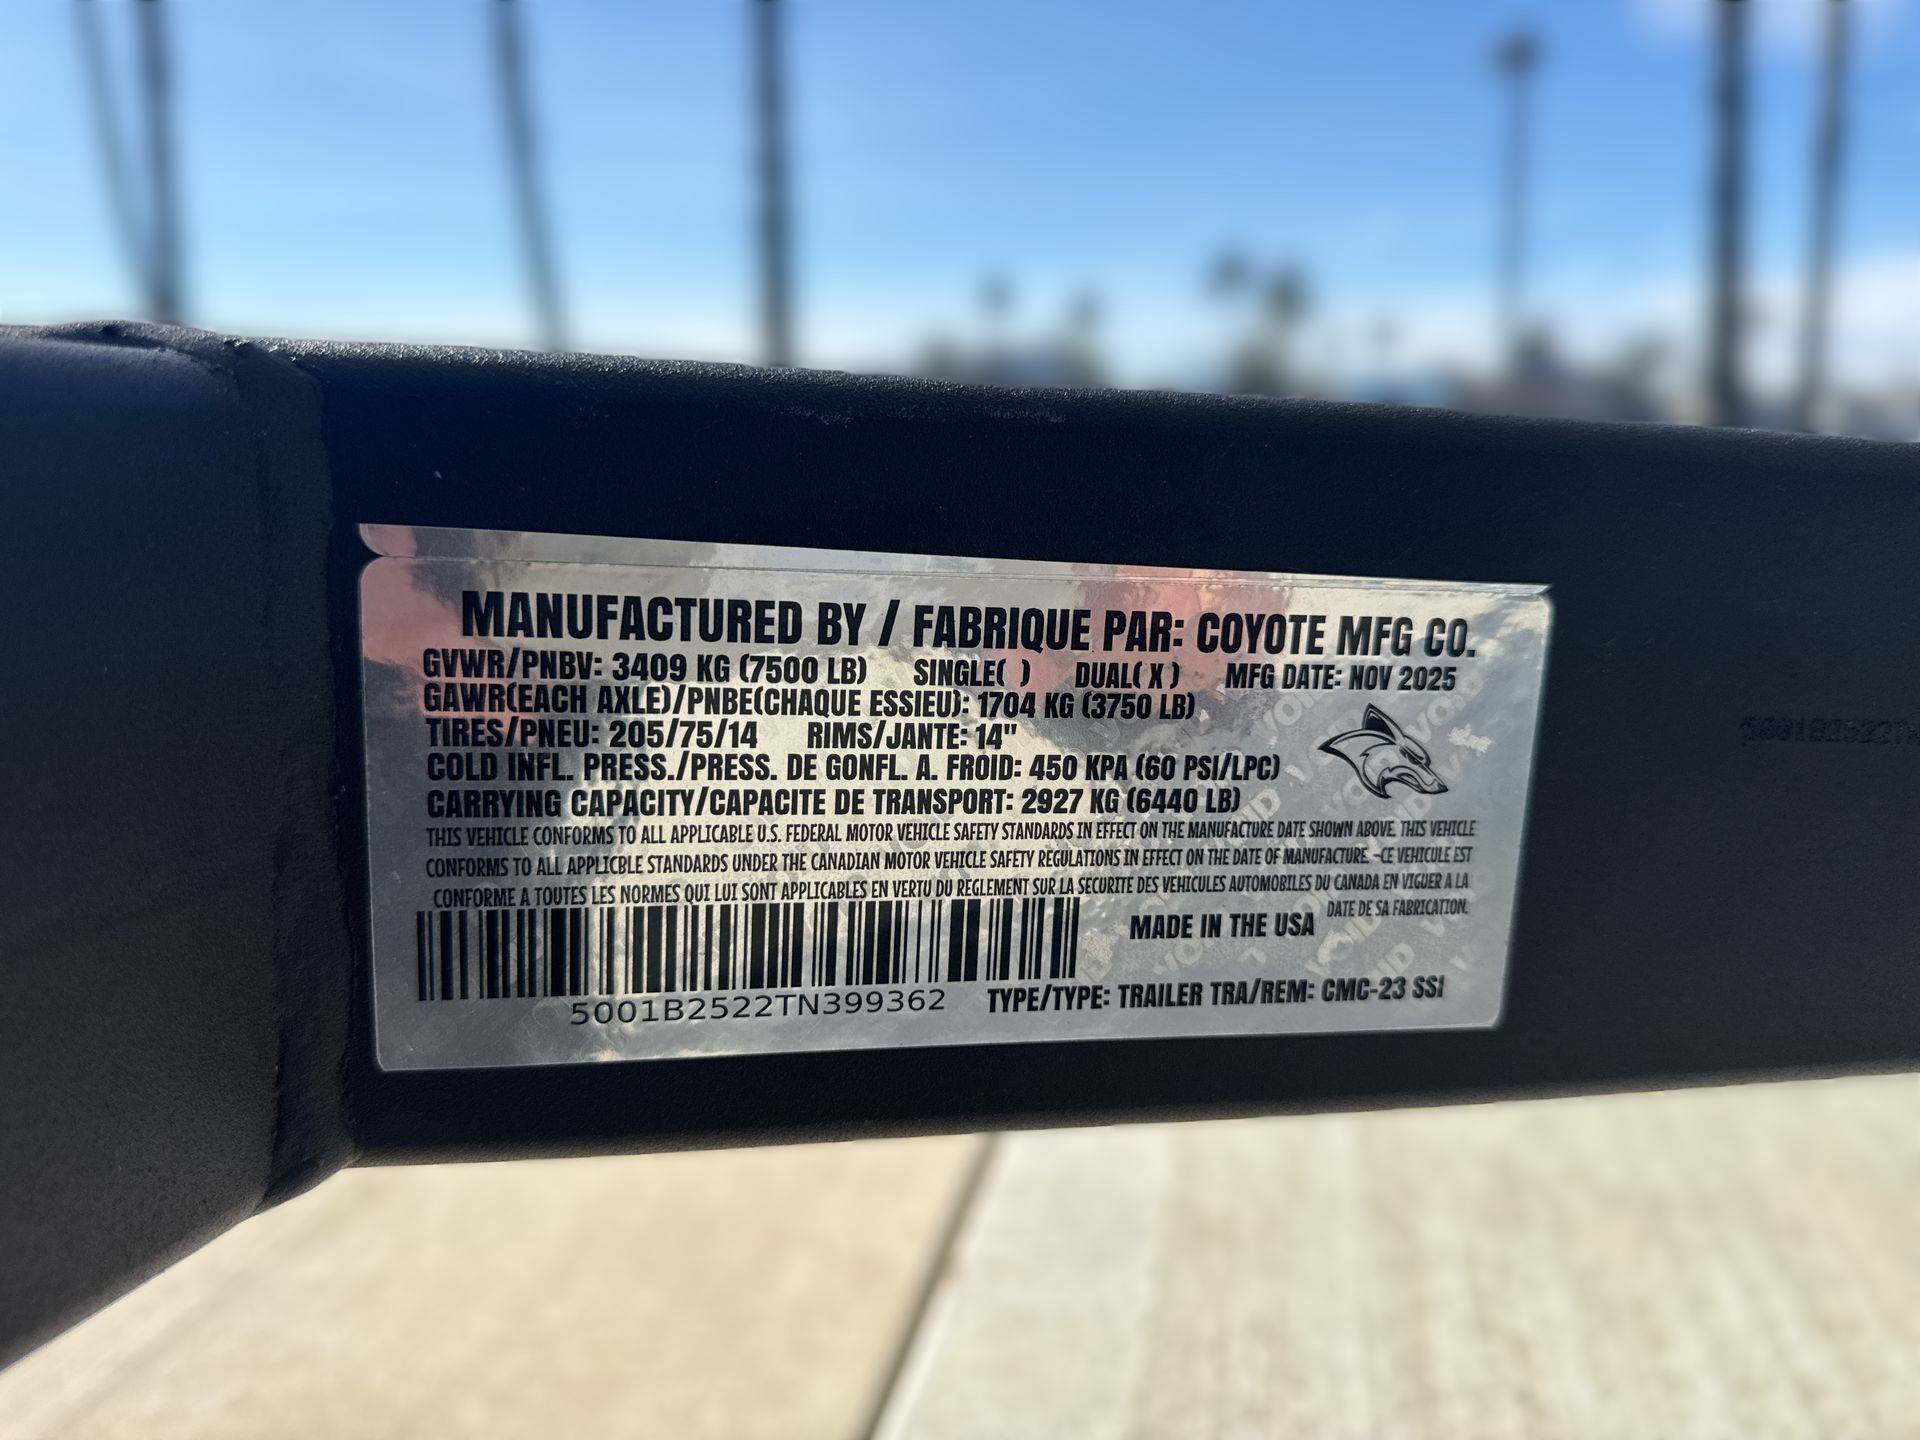 MANUFACTURED BY / FABRIQUE PAR: COYOTE MFG CO.
GVWR/PNBV: 3409 KG (7500 LB) SINGLE( ) DUAL( X ) MFG DATE: NOV 2025
GAWR(EACH AXLE)/PNBE(CHAQUE ESSIEU): 1704 KG (3750 LB)
TIRES/PNEU: 205/75/14 RIMS/JANTE: 14"
COLD INFL. PRESS./PRESS. DE GONFL. A. FROID: 450 KPA (60 PSI/LPC)
CARRYING CAPACITY/CAPACITE DE TRANSPORT: 2927 KG (6440 LB)
THIS VEHICLE CONFORMS TO ALL APPLICABLE U.S. FEDERAL MOTOR VEHICLE SAFETY STANDARDS IN EFFECT ON THE MANUFACTURE DATE SHOWN ABOVE. THIS VEHICLE
CONFORMS TO ALL APPLICBLE STANDARDS UNDER THE CANADIAN MOTOR VEHICLE SAFETY REGULATIONS IN EFFECT ON THE DATE OF MANUFACTURE. -CE VEHICULE EST
CONFORME A TOUTES LES NORMES QUI LUI SONT APPLICABLES EN VERTU DU REGLEMENT SUR LA SECURITE DES VEHICULES AUTOMOBILES DU CANADA EN VIGUER A LA
DATE DE SA FABRICATION.
MADE IN THE USA
5001B2522TN399362
TYPE/TYPE: TRAILER TRA/REM: CMC-23 SSI